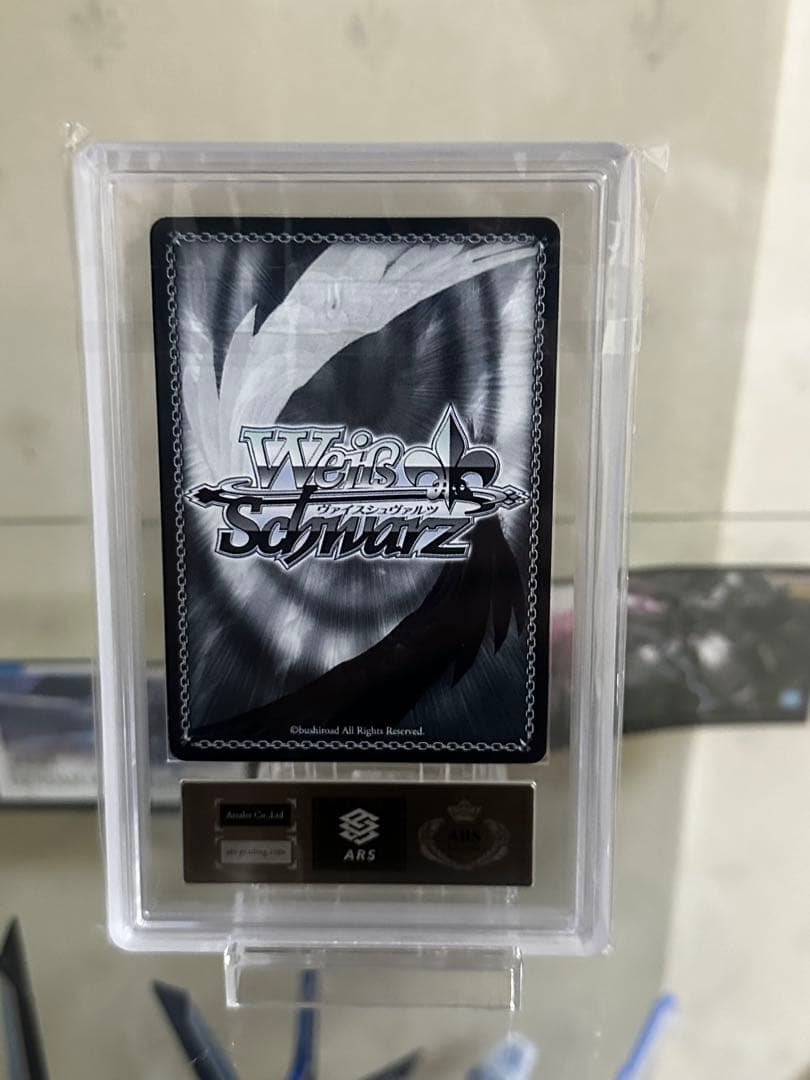 Weiß
ヴァイスシュヴァルツ
Schwarz
©bushiroad All Rights Reserved.
ARS
ARS